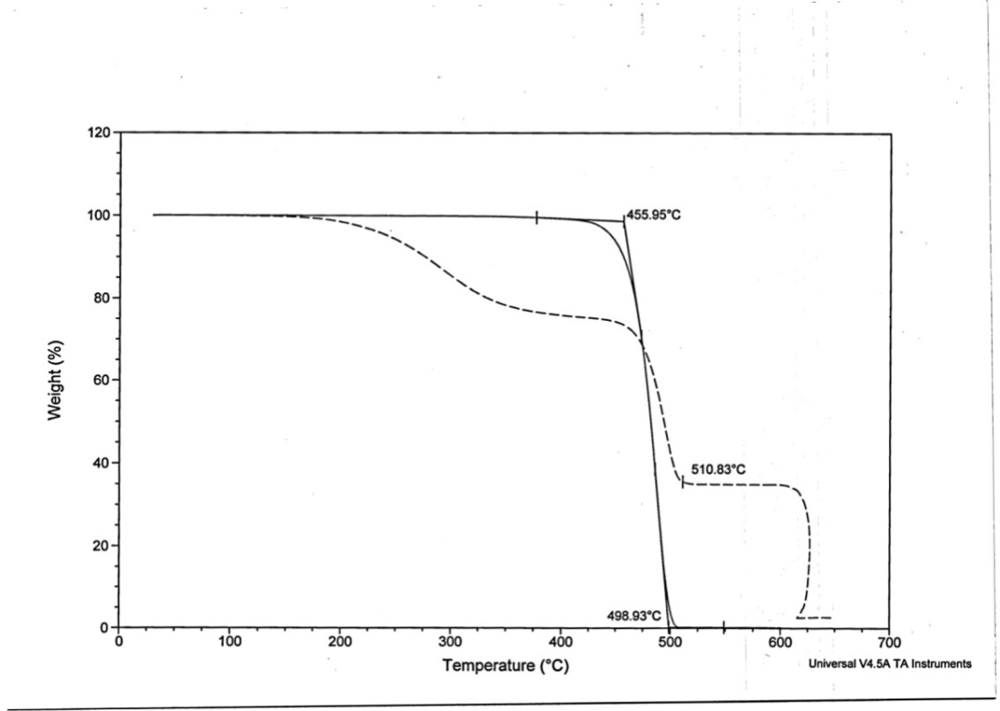 120
100
80
60
40
20
0
Weight (%)
455.95°C
510.83°C
498.93°C
0 100 200 300 400 500 600 700
Temperature (°C)
Universal V4.5A TA Instruments